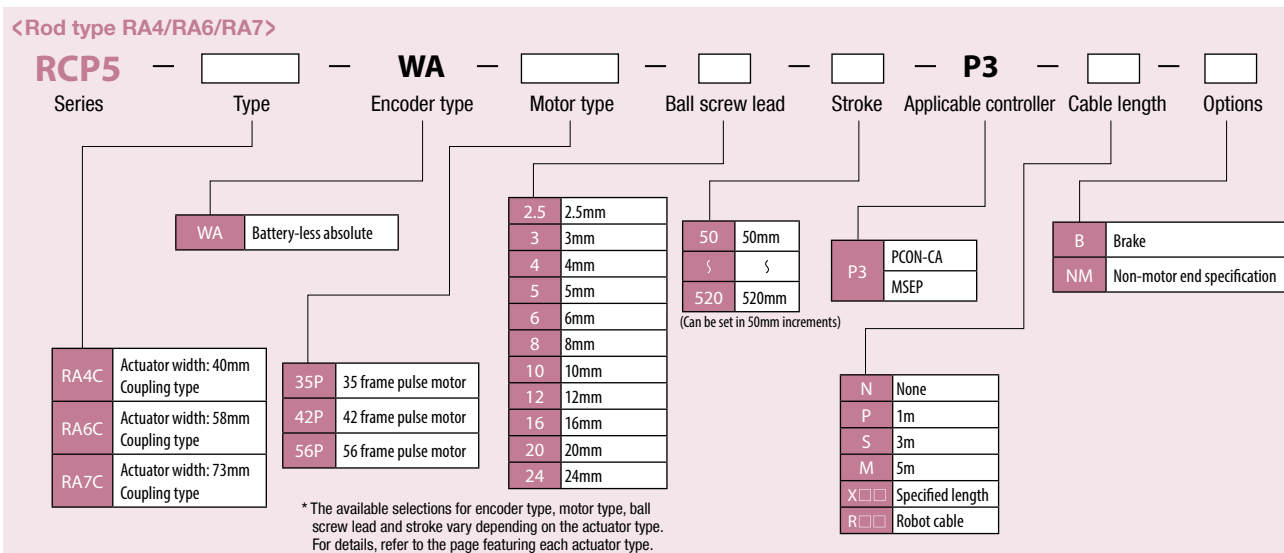 <Rod type RA4/RA6/RA7>
RCP5 — — WA — — — — P3 — —
Series Type Encoder type Motor type Ball screw lead Stroke Applicable controller Cable length Options
WA Battery-less absolute
RA4C Actuator width: 40mm
Coupling type
RA6C Actuator width: 58mm
Coupling type
RA7C Actuator width: 73mm
Coupling type
35P 35 frame pulse motor
42P 42 frame pulse motor
56P 56 frame pulse motor
2.5 2.5mm
3 3mm
4 4mm
5 5mm
6 6mm
8 8mm
10 10mm
12 12mm
16 16mm
20 20mm
24 24mm
* The available selections for encoder type, motor type, ball
screw lead and stroke vary depending on the actuator type.
For details, refer to the page featuring each actuator type.
50 50mm
∫ ∫
520 520mm
(Can be set in 50mm increments)
P3 PCON-CA
MSEP
N None
P 1m
S 3m
M 5m
X□□ Specified length
R□□ Robot cable
B Brake
NM Non-motor end specification